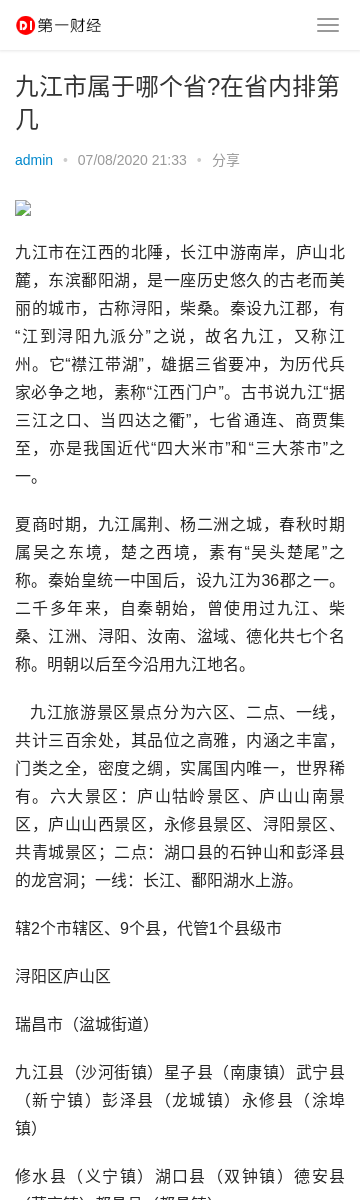 第一财经
九江市属于哪个省?在省内排第
几
admin • 07/08/2020 21:33 • 分享
九江市在江西的北陲，长江中游南岸，庐山北
麓，东滨鄱阳湖，是一座历史悠久的古老而美
丽的城市，古称浔阳，柴桑。秦设九江郡，有
“江到浔阳九派分”之说，故名九江，又称江
州。它“襟江带湖”，雄据三省要冲，为历代兵
家必争之地，素称“江西门户”。古书说九江“据
三江之口、当四达之衢”，七省通连、商贾集
至，亦是我国近代“四大米市”和“三大茶市”之
一。
夏商时期，九江属荆、杨二洲之城，春秋时期
属吴之东境，楚之西境，素有“吴头楚尾”之
称。秦始皇统一中国后，设九江为36郡之一。
二千多年来，自秦朝始，曾使用过九江、柴
桑、江洲、浔阳、汝南、湓域、德化共七个名
称。明朝以后至今沿用九江地名。
九江旅游景区景点分为六区、二点、一线，
共计三百余处，其品位之高雅，内涵之丰富，
门类之全，密度之绸，实属国内唯一，世界稀
有。六大景区：庐山牯岭景区、庐山山南景
区，庐山山西景区，永修县景区、浔阳景区、
共青城景区；二点：湖口县的石钟山和彭泽县
的龙宫洞；一线：长江、鄱阳湖水上游。
辖2个市辖区、9个县，代管1个县级市
浔阳区庐山区
瑞昌市（湓城街道）
九江县（沙河街镇）星子县（南康镇）武宁县
（新宁镇）彭泽县（龙城镇）永修县（涂埠
镇）
修水县（义宁镇）湖口县（双钟镇）德安县